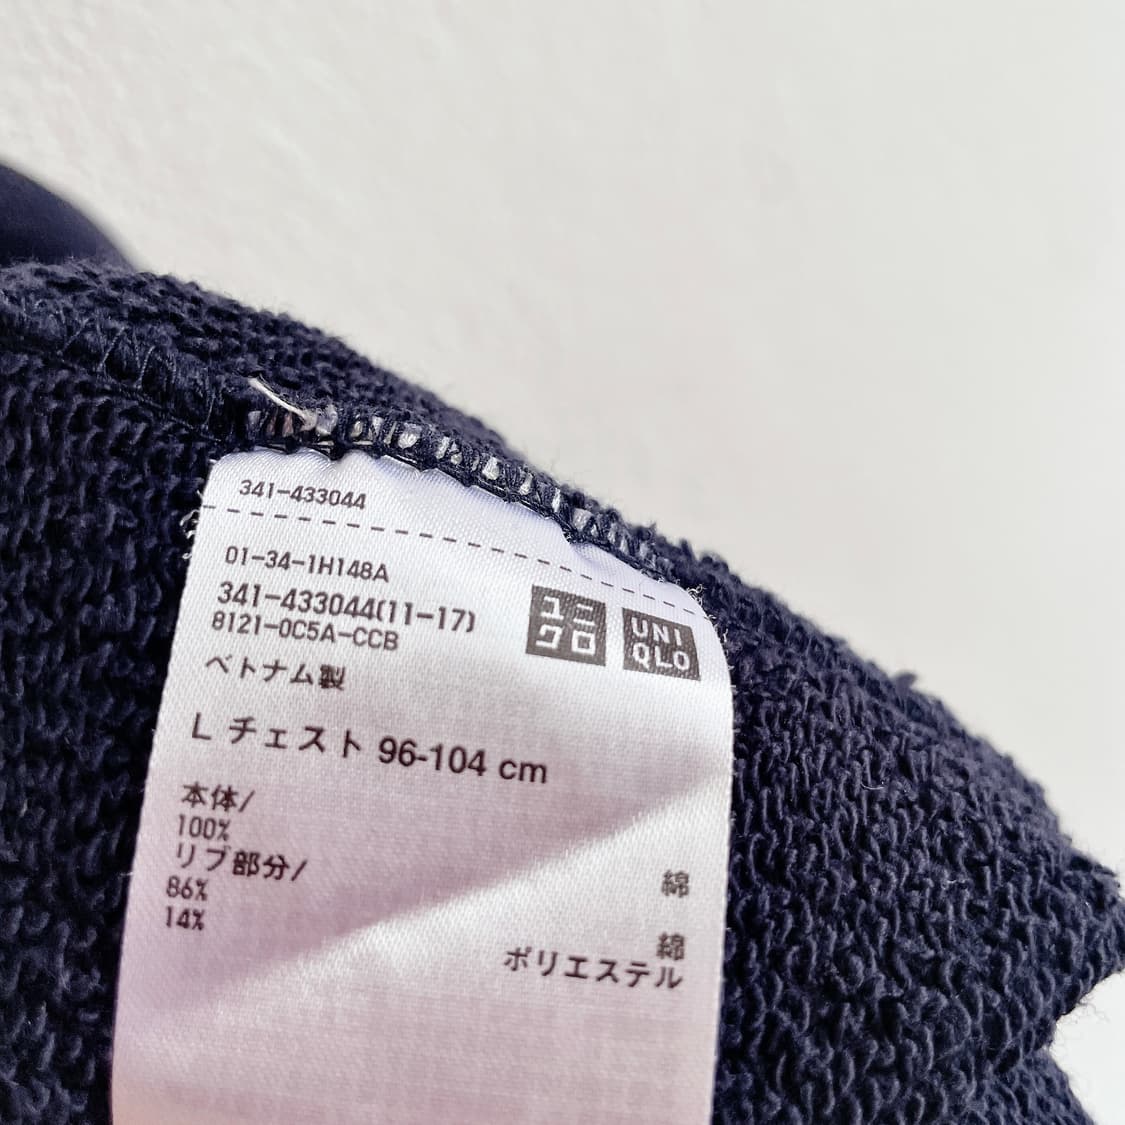 341-433044
01-34-1H148A
341-433044(11-17)
8121-0C5A-CCB
ユニ
クロ
UNI
QLO
ベトナム製
L チェスト 96-104 cm
本体/
100%
綿
リブ部分/
86%
綿
14%
ポリエステル